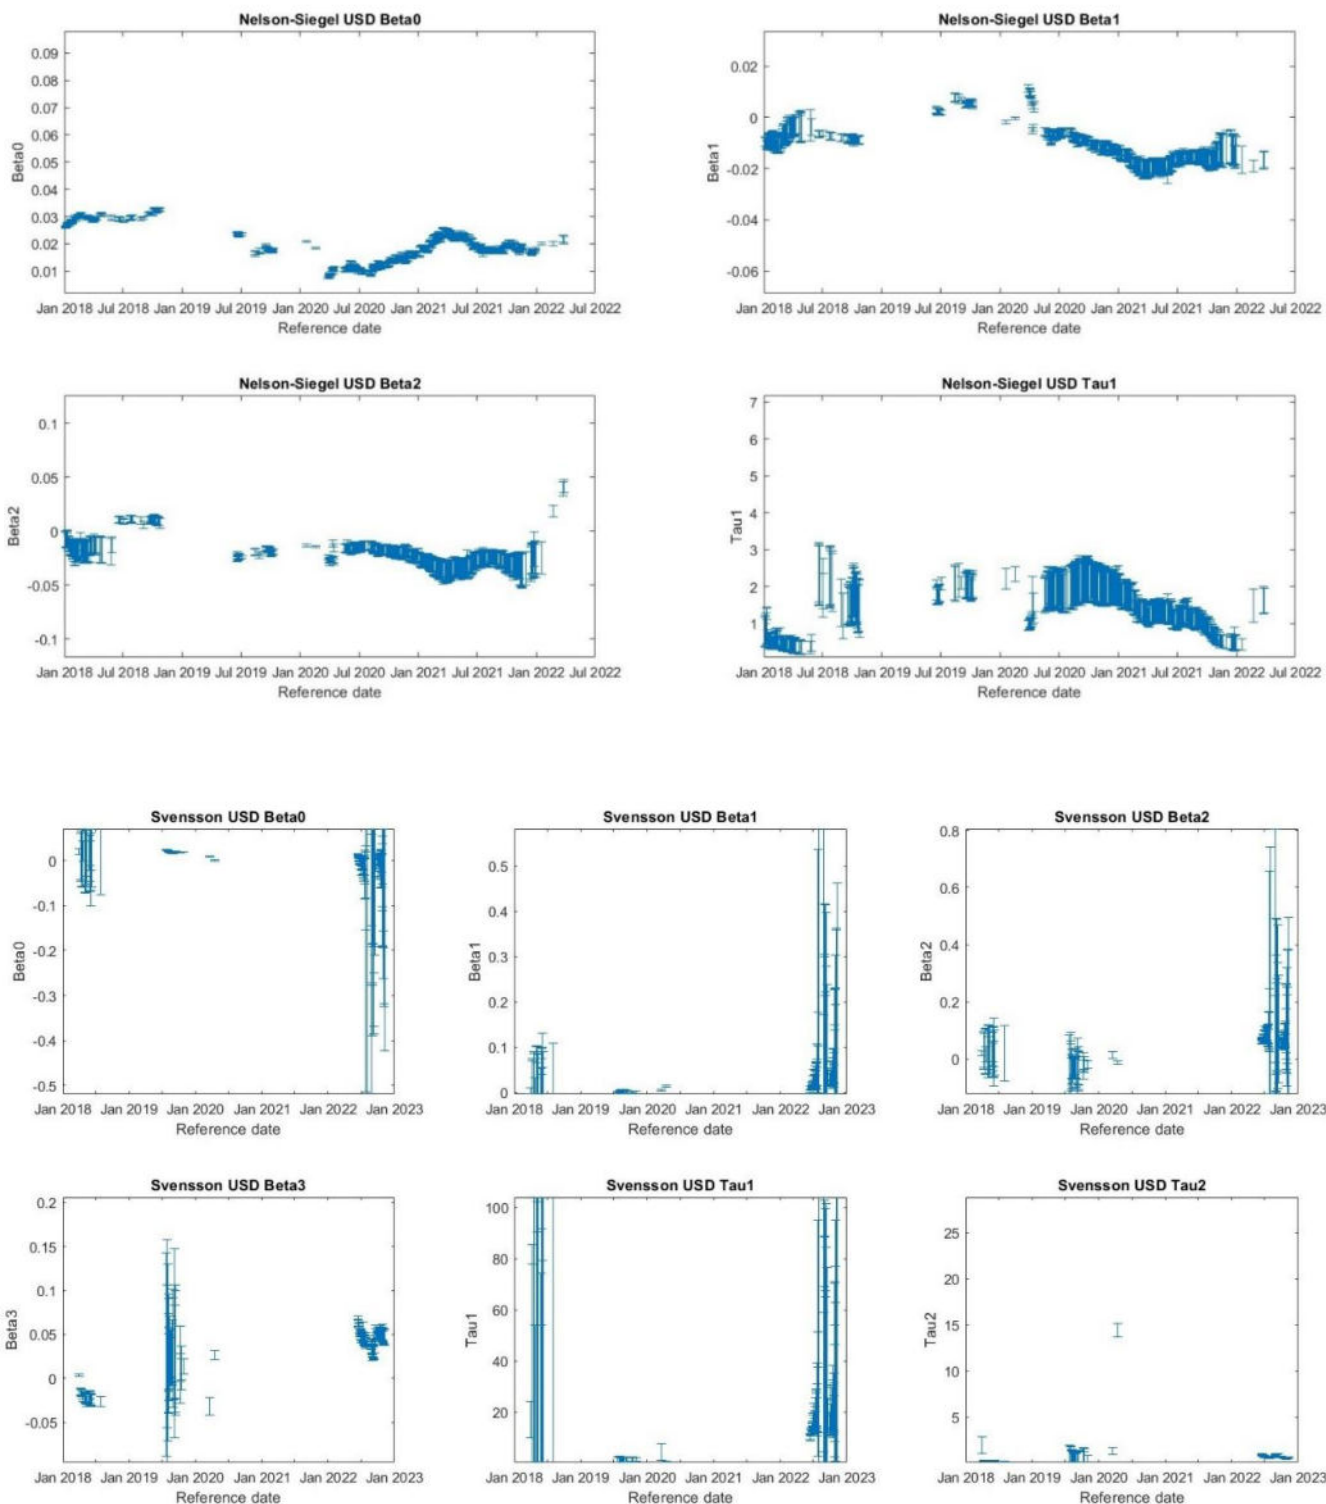 Nelson-Siegel USD Beta0
0.09
0.08
0.07
0.06
0.05
0.04
0.03
0.02
0.01
Beta0
Jan 2018 Jul 2018 Jan 2019 Jul 2019 Jan 2020 Jul 2020 Jan 2021 Jul 2021 Jan 2022 Jul 2022
Reference date
Nelson-Siegel USD Beta1
0.02
0
-0.02
-0.04
-0.06
Beta1
Jan 2018 Jul 2018 Jan 2019 Jul 2019 Jan 2020 Jul 2020 Jan 2021 Jul 2021 Jan 2022 Jul 2022
Reference date
Nelson-Siegel USD Beta2
0.1
0.05
0
-0.05
-0.1
Beta2
Jan 2018 Jul 2018 Jan 2019 Jul 2019 Jan 2020 Jul 2020 Jan 2021 Jul 2021 Jan 2022 Jul 2022
Reference date
Nelson-Siegel USD Tau1
7
6
5
4
3
2
1
Tau1
Jan 2018 Jul 2018 Jan 2019 Jul 2019 Jan 2020 Jul 2020 Jan 2021 Jul 2021 Jan 2022 Jul 2022
Reference date
Svensson USD Beta0
0
-0.1
-0.2
-0.3
-0.4
-0.5
Beta0
Jan 2018 Jan 2019 Jan 2020 Jan 2021 Jan 2022 Jan 2023
Reference date
Svensson USD Beta1
0.5
0.4
0.3
0.2
0.1
0
Beta1
Jan 2018 Jan 2019 Jan 2020 Jan 2021 Jan 2022 Jan 2023
Reference date
Svensson USD Beta2
0.8
0.6
0.4
0.2
0
Beta2
Jan 2018 Jan 2019 Jan 2020 Jan 2021 Jan 2022 Jan 2023
Reference date
Svensson USD Beta3
0.2
0.15
0.1
0.05
0
-0.05
Beta3
Jan 2018 Jan 2019 Jan 2020 Jan 2021 Jan 2022 Jan 2023
Reference date
Svensson USD Tau1
100
80
60
40
20
Tau1
Jan 2018 Jan 2019 Jan 2020 Jan 2021 Jan 2022 Jan 2023
Reference date
Svensson USD Tau2
25
20
15
10
5
Tau2
Jan 2018 Jan 2019 Jan 2020 Jan 2021 Jan 2022 Jan 2023
Reference date